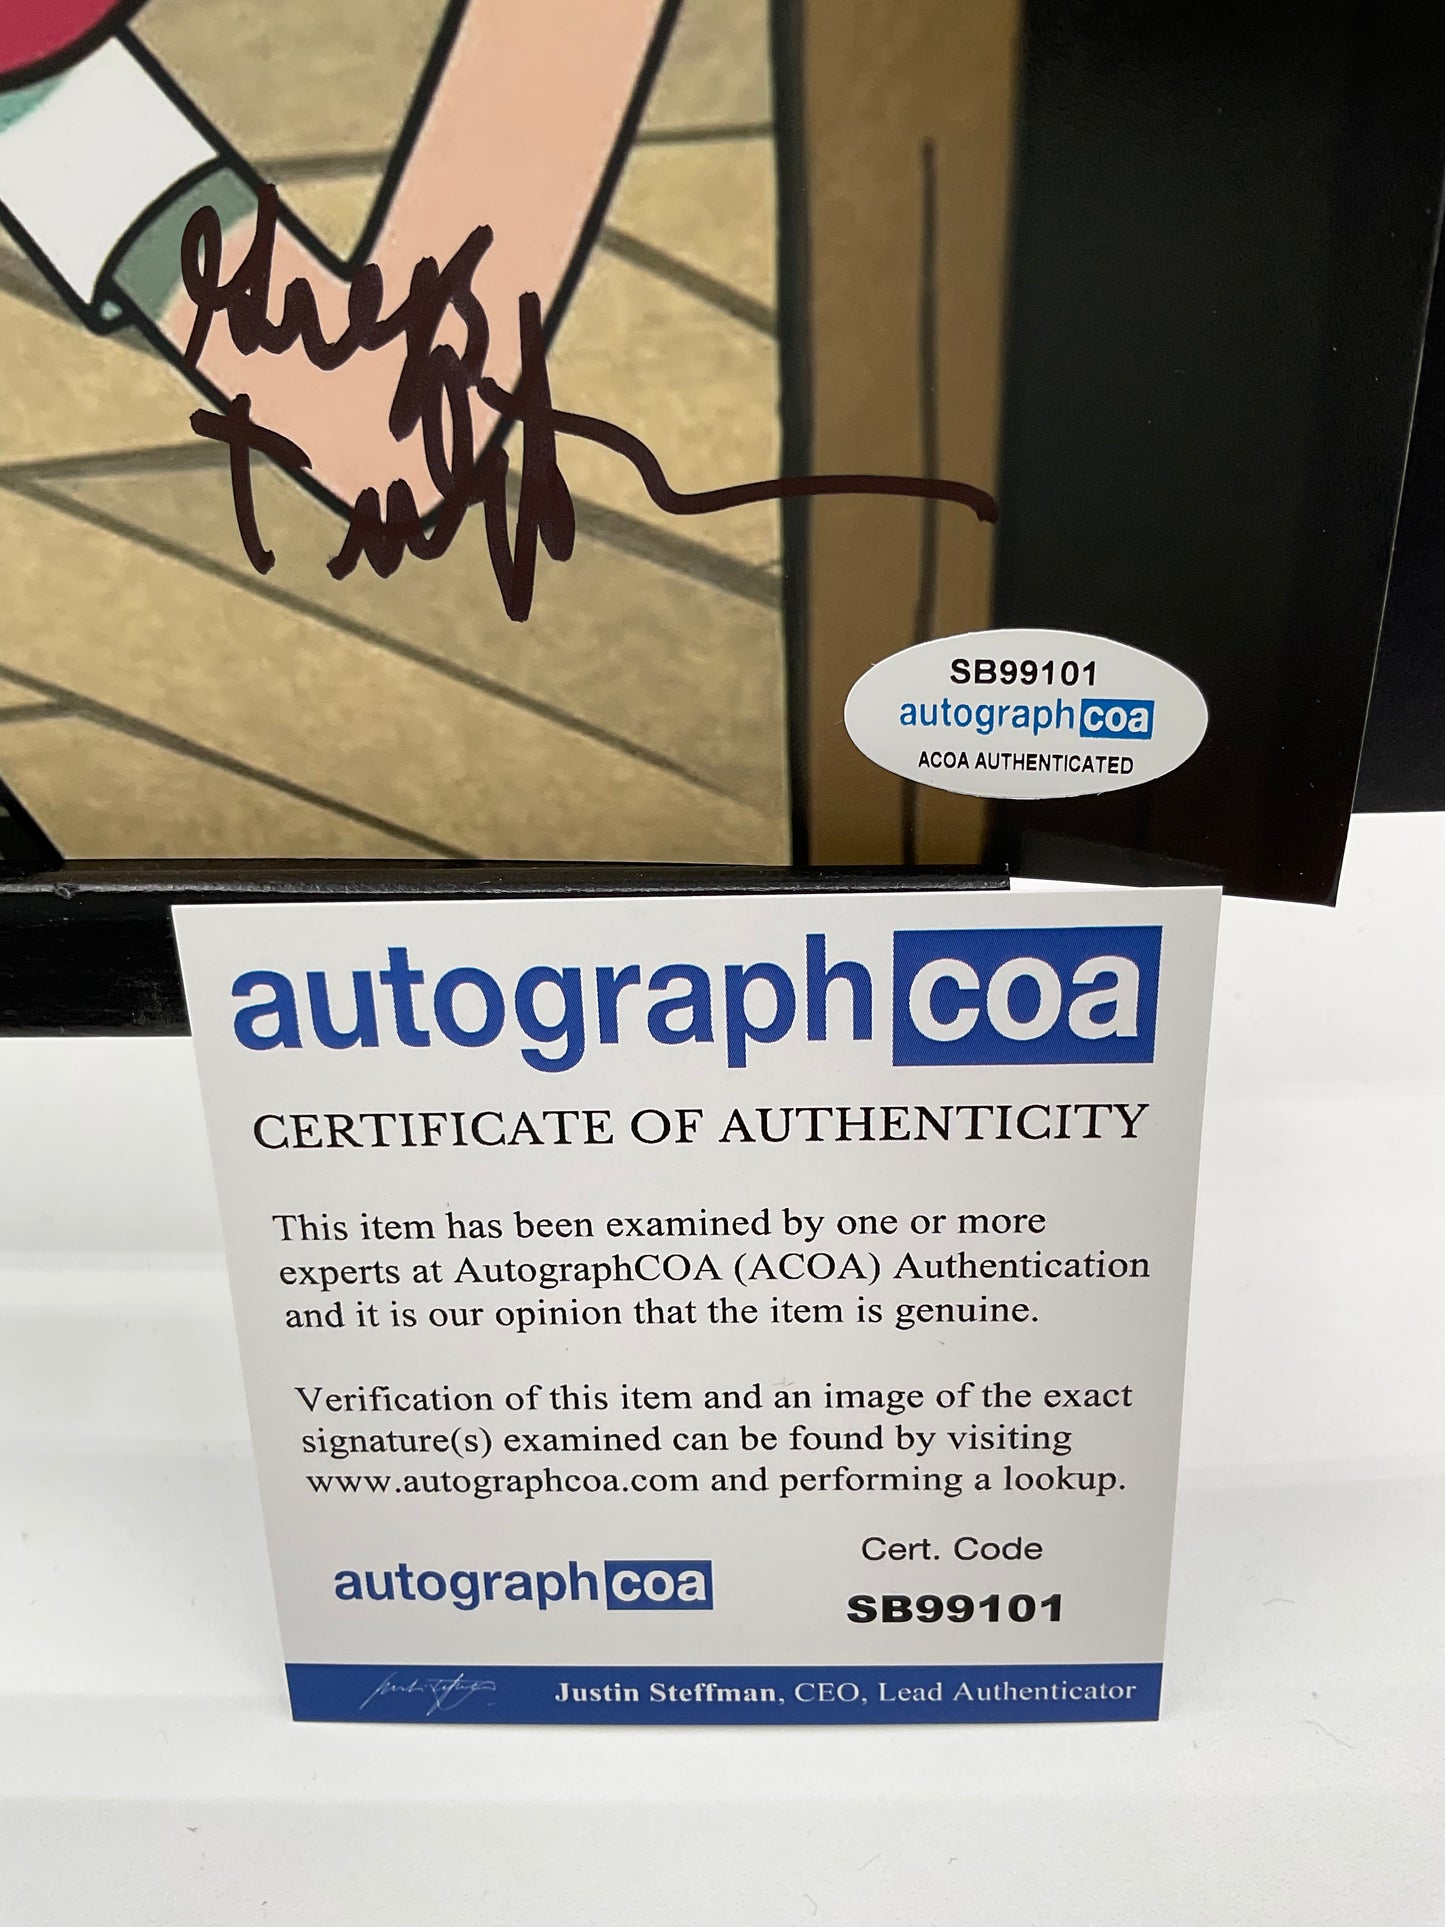 SB99101
autographcoa
ACOA AUTHENTICATED
autographcoa
CERTIFICATE OF AUTHENTICITY
This item has been examined by one or more
experts at AutographCOA (ACOA) Authentication
and it is our opinion that the item is genuine.
Verification of this item and an image of the exact
signature(s) examined can be found by visiting
www.autographcoa.com and performing a lookup.
Cert. Code
autographcoa
SB99101
Justin Steffman, CEO, Lead Authenticator